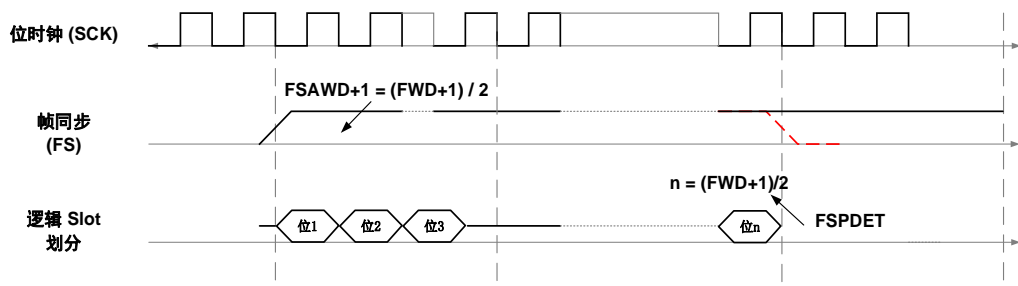 位时钟 (SCK)
FSAWD+1 = (FWD+1) / 2
帧同步
(FS)
n = (FWD+1)/2
逻辑 Slot
划分
位1
位2
位3
位n
FSPDET